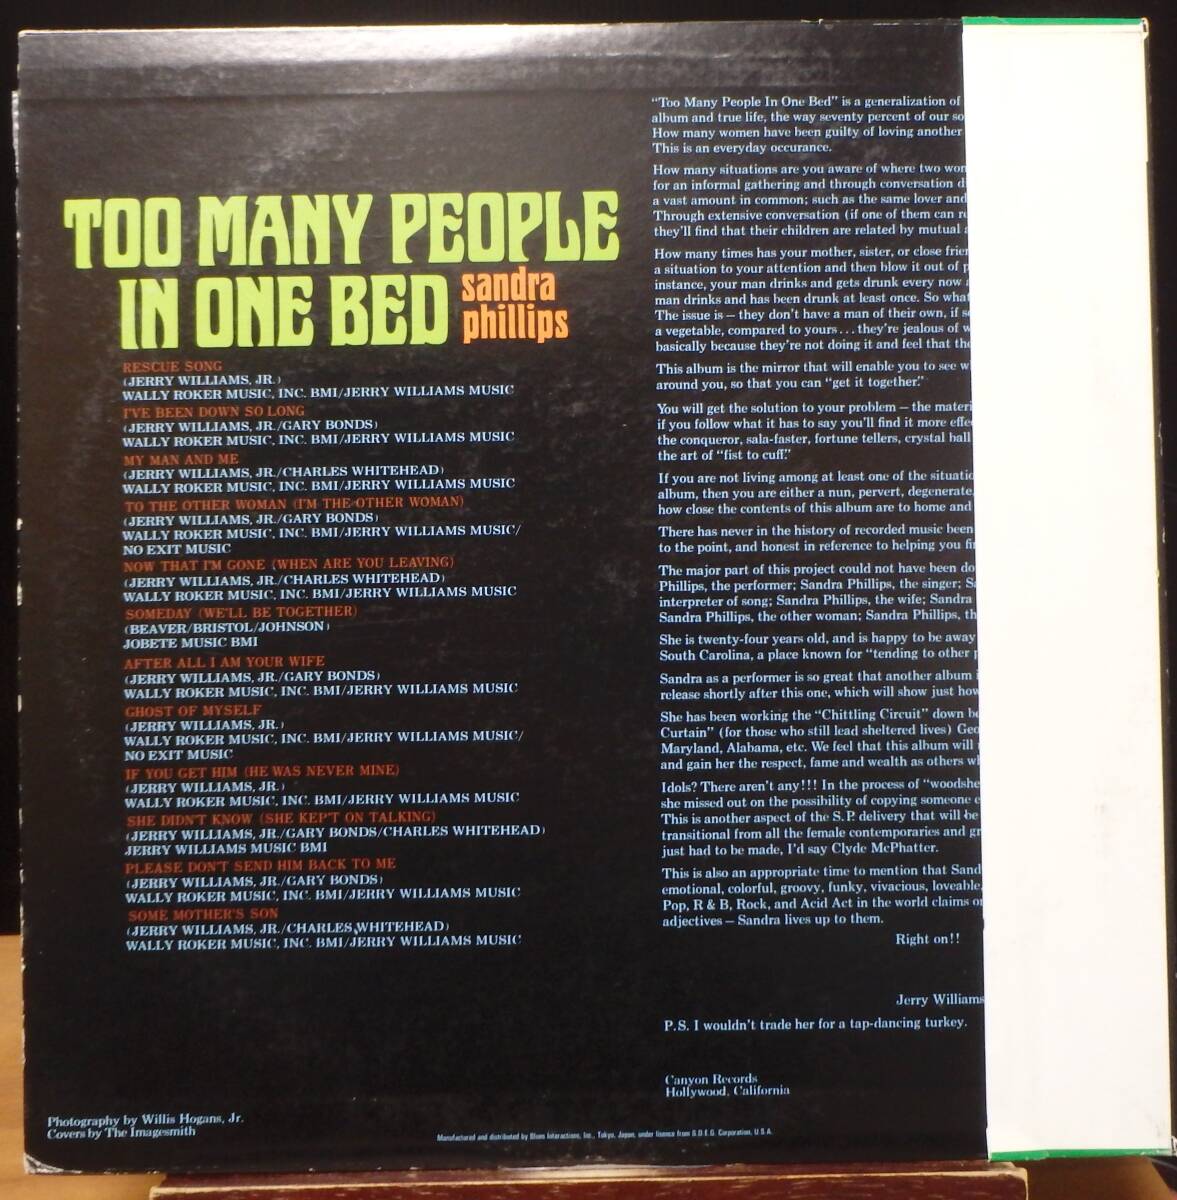 TOO MANY PEOPLE
IN ONE BED
sandra
phillips
RESCUE SONG
(JERRY WILLIAMS, JR.)
WALLY ROKER MUSIC, INC. BMI/JERRY WILLIAMS MUSIC
I'VE BEEN DOWN SO LONG
(JERRY WILLIAMS, JR./GARY BONDS)
WALLY ROKER MUSIC, INC. BMI/JERRY WILLIAMS MUSIC
MY MAN AND ME
(JERRY WILLIAMS, JR./CHARLES WHITEHEAD)
WALLY ROKER MUSIC, INC. BMI/JERRY WILLIAMS MUSIC
TO THE OTHER WOMAN (I'M THE OTHER WOMAN)
(JERRY WILLIAMS, JR./GARY BONDS)
WALLY ROKER MUSIC, INC. BMI/JERRY WILLIAMS MUSIC/
NO EXIT MUSIC
NOW THAT I'M GONE (WHEN ARE YOU LEAVING)
(JERRY WILLIAMS, JR./CHARLES WHITEHEAD)
WALLY ROKER MUSIC, INC. BMI/JERRY WILLIAMS MUSIC
SOMEDAY (WE'LL BE TOGETHER)
(BEAVER/BRISTOL/JOHNSON)
JOBETE MUSIC BMI
AFTER ALL I AM YOUR WIFE
(JERRY WILLIAMS, JR./GARY BONDS)
WALLY ROKER MUSIC, INC. BMI/JERRY WILLIAMS MUSIC
GHOST OF MYSELF
(JERRY WILLIAMS, JR.)
WALLY ROKER MUSIC, INC. BMI/JERRY WILLIAMS MUSIC/
NO EXIT MUSIC
IF YOU GET HIM (HE WAS NEVER MINE)
(JERRY WILLIAMS, JR.)
WALLY ROKER MUSIC, INC. BMI/JERRY WILLIAMS MUSIC
SHE DIDN'T KNOW (SHE KEP'T ON TALKING)
(JERRY WILLIAMS, JR./GARY BONDS/CHARLES WHITEHEAD)
JERRY WILLIAMS MUSIC BMI
PLEASE DON'T SEND HIM BACK TO ME
(JERRY WILLIAMS, JR./GARY BONDS)
WALLY ROKER MUSIC, INC. BMI/JERRY WILLIAMS MUSIC
SOME MOTHER'S SON
(JERRY WILLIAMS, JR./CHARLES WHITEHEAD)
WALLY ROKER MUSIC, INC. BMI/JERRY WILLIAMS MUSIC
"Too Many People In One Bed" is a generalization of
album and true life, the way seventy percent of our so
How many women have been guilty of loving another
This is an everyday occurance.
How many situations are you aware of where two wom
for an informal gathering and through conversation di
a vast amount in common; such as the same lover and
Through extensive conversation (if one of them can re
they'll find that their children are related by mutual a
How many times has your mother, sister, or close frien
a situation to your attention and then blow it out of p
instance, your man drinks and gets drunk every now a
man drinks and has been drunk at least once. So what
The issue is – they don't have a man of their own, if so
a vegetable, compared to yours . . . they're jealous of w
basically because they're not doing it and feel that the
This album is the mirror that will enable you to see w
around you, so that you can "get it together."
You will get the solution to your problem – the materi
if you follow what it has to say you'll find it more effe
the conqueror, sala-faster, fortune tellers, crystal ball
the art of "fist to cuff."
If you are not living among at least one of the situatio
album, then you are either a nun, pervert, degenerate,
how close the contents of this album are to home and
There has never in the history of recorded music been
to the point, and honest in reference to helping you fi
The major part of this project could not have been do
Phillips, the performer; Sandra Phillips, the singer; Sa
interpreter of song; Sandra Phillips, the wife; Sandra
Sandra Phillips, the other woman; Sandra Phillips, th
She is twenty-four years old, and is happy to be away
South Carolina, a place known for "tending to other p
Sandra as a performer is so great that another album i
release shortly after this one, which will show just how
She has been working the "Chittling Circuit" down be
Curtain" (for those who still lead sheltered lives) Geo
Maryland, Alabama, etc. We feel that this album will
and gain her the respect, fame and wealth as others w
Idols? There aren't any!!! In the process of "woodshe
she missed out on the possibility of copying someone e
This is another aspect of the S.P. delivery that will be
transitional from all the female contemporaries and gr
just had to be made, I'd say Clyde McPhatter.
This is also an appropriate time to mention that Sand
emotional, colorful, groovy, funky, vivacious, loveable,
Pop, R & B, Rock, and Acid Act in the world claims o
adjectives – Sandra lives up to them.
Right on!!
Jerry Williams
P.S. I wouldn't trade her for a tap-dancing turkey.
Canyon Records
Hollywood, California
Photography by Willis Hogans, Jr.
Covers by The Imagesmith
Manufactured and distributed by Blues Interactions, Inc., Tokyo, Japan, under licence from S.D.E.G. Corporation, U.S.A.